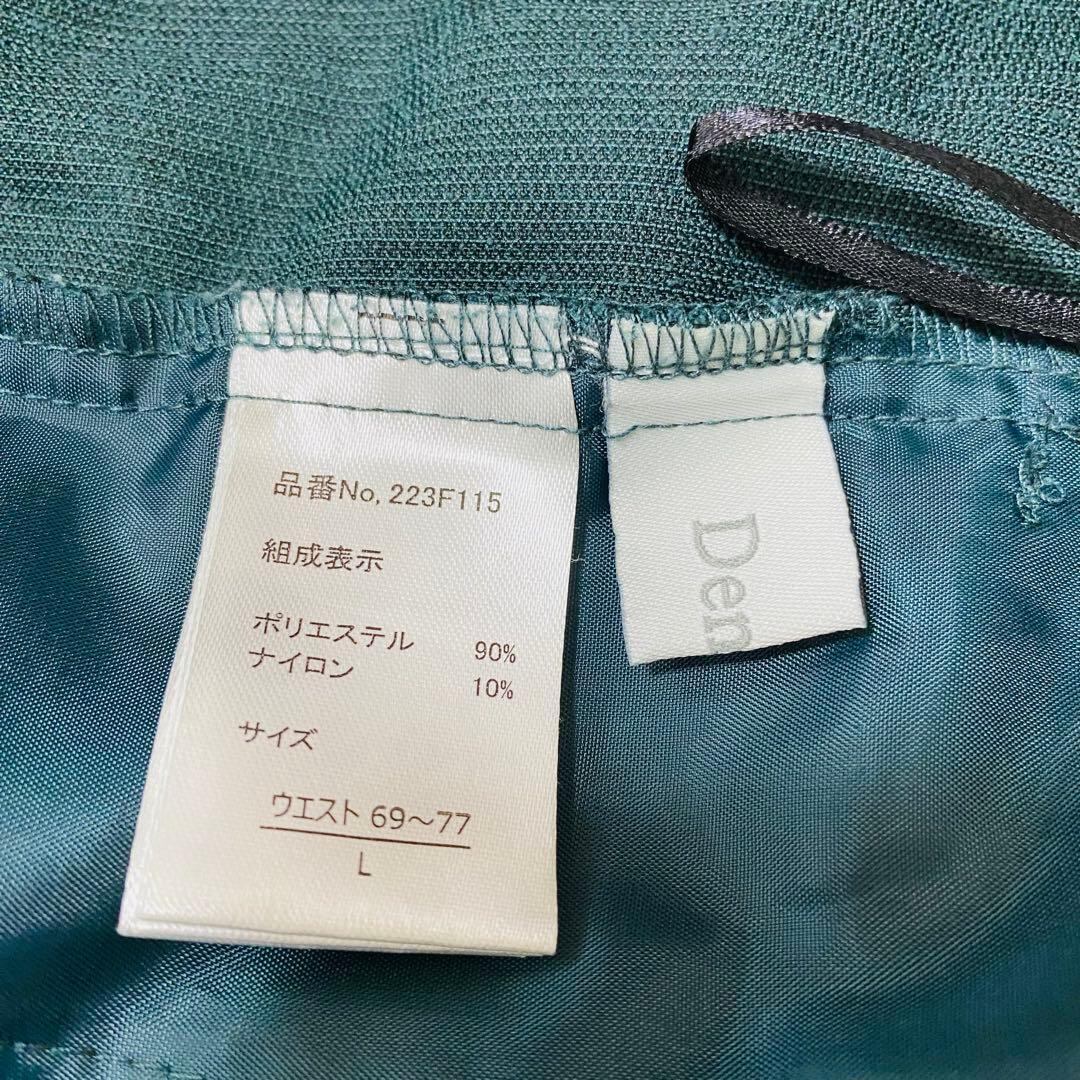 品番No, 223F115
組成表示
ポリエステル 90%
ナイロン 10%
サイズ
ウエスト 69～77
L
Den